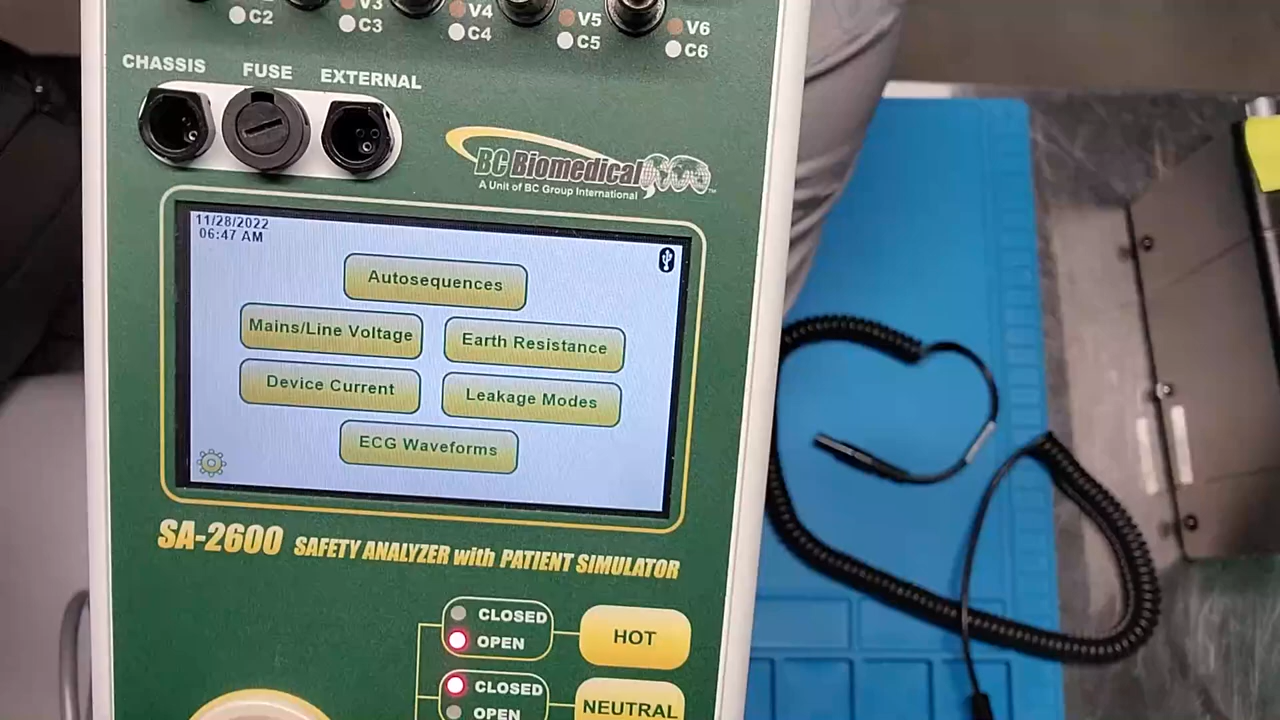 C2
V3
C3
V4
C4
V5
C5
V6
C6
CHASSIS FUSE EXTERNAL
BC Biomedical
A Unit of BC Group International
11/28/2022
06:47 AM
Autosequences
Mains/Line Voltage
Earth Resistance
Device Current
Leakage Modes
ECG Waveforms
SA-2600 SAFETY ANALYZER with PATIENT SIMULATOR
CLOSED
OPEN
HOT
CLOSED
OPEN
NEUTRAL